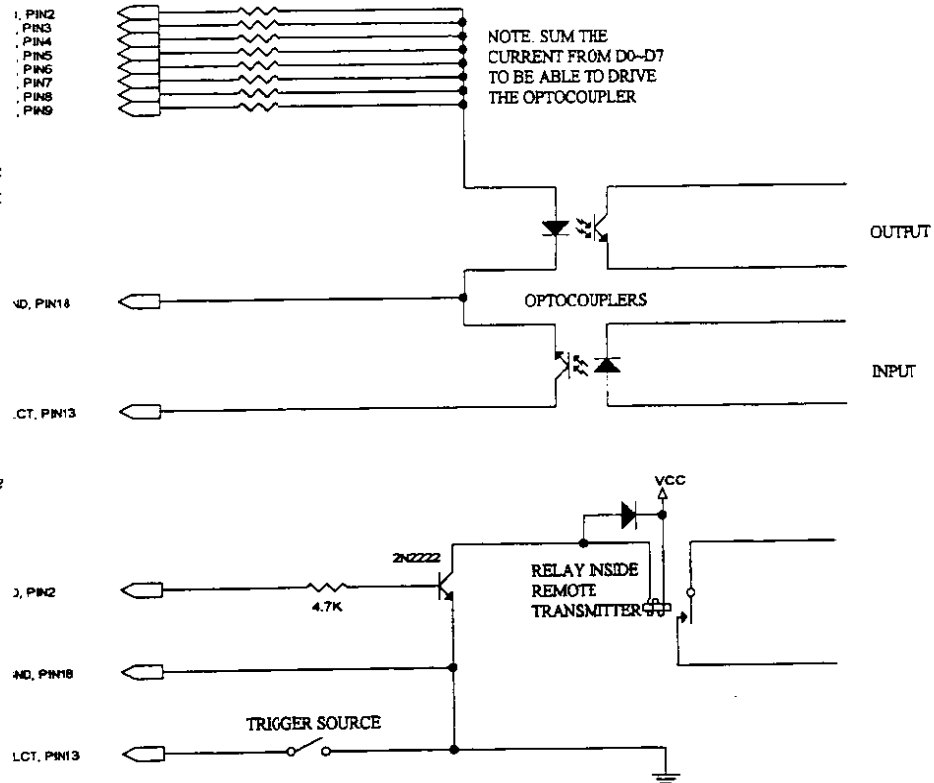 , PIN2
, PIN3
, PIN4
, PIN5
, PIN6
, PIN7
, PIN8
, PIN9
NOTE. SUM THE
CURRENT FROM D0~D7
TO BE ABLE TO DRIVE
THE OPTOCOUPLER
OUTPUT
ND, PIN18
OPTOCOUPLERS
INPUT
LCT, PIN13
VCC
2N2222
RELAY INSIDE
REMOTE
TRANSMITTER
, PIN2
4.7K
ND, PIN18
TRIGGER SOURCE
LCT, PIN13